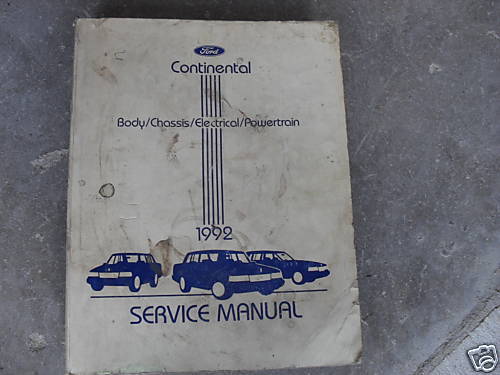 Ford
Continental
Body/Chassis/Electrical/Powertrain
1992
SERVICE MANUAL